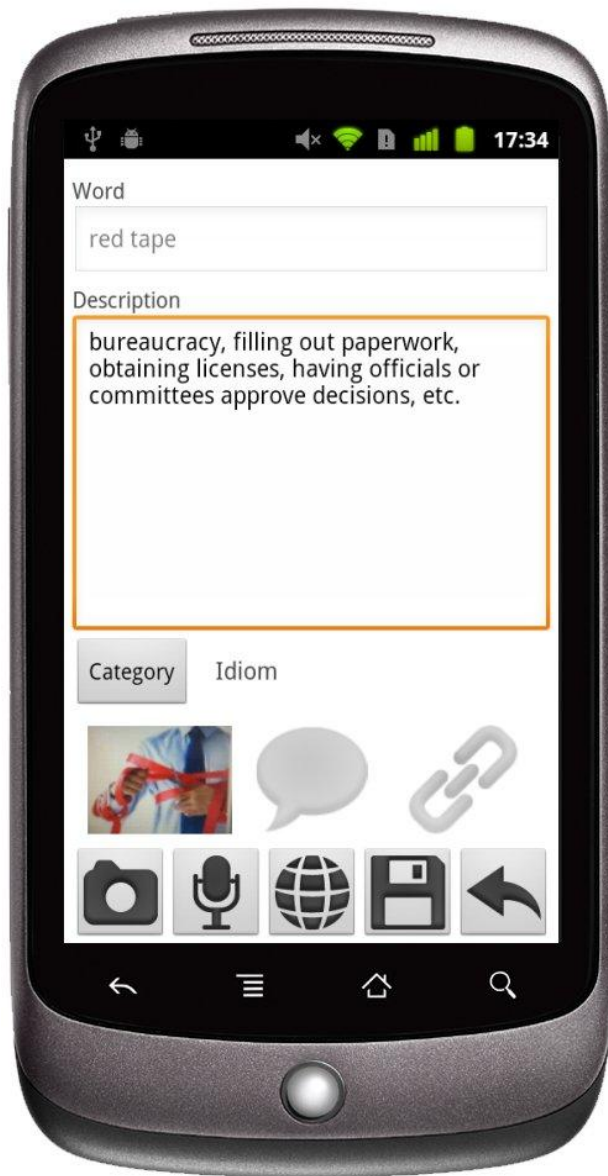 17:34
Word
red tape
Description
bureaucracy, filling out paperwork,
obtaining licenses, having officials or
committees approve decisions, etc.
Category Idiom